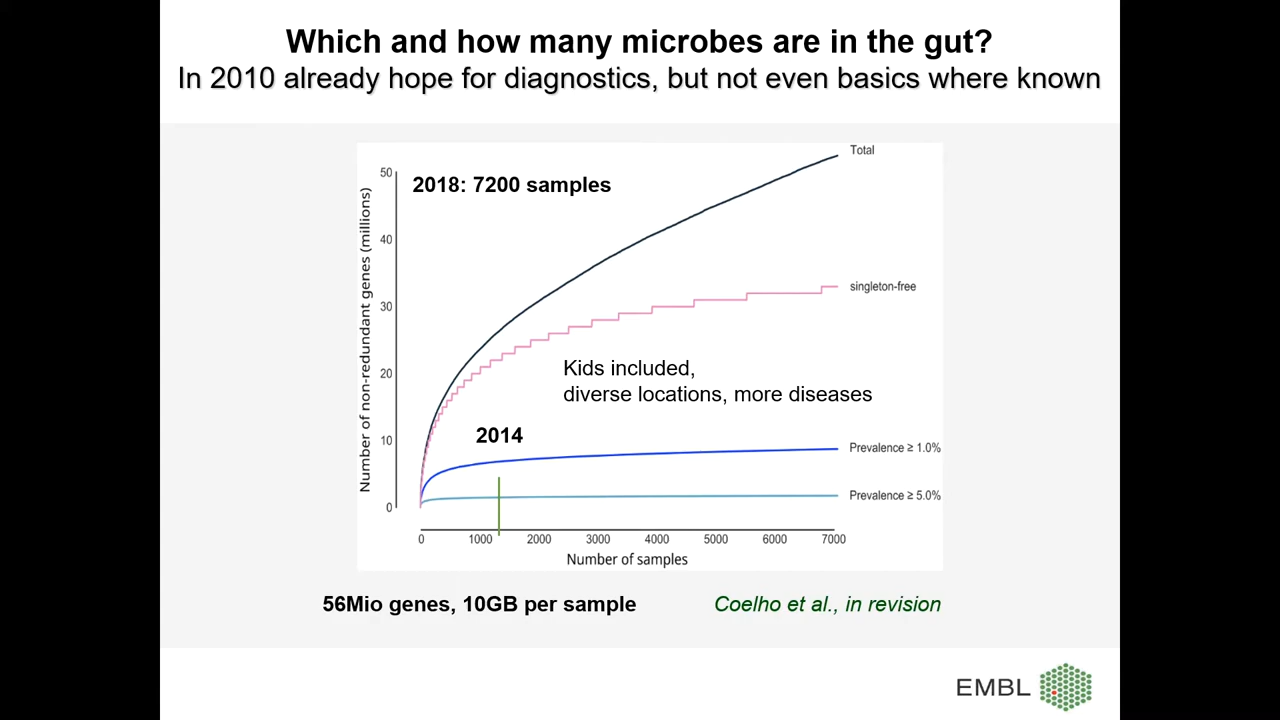 Which and how many microbes are in the gut?
In 2010 already hope for diagnostics, but not even basics where known
Total
50
2018: 7200 samples
40
30
singleton-free
Kids included,
20
diverse locations, more diseases
2014
10
Prevalence ≥ 1.0%
Prevalence ≥ 5.0%
0
Number of non-redundant genes (millions)
0 1000 2000 3000 4000 5000 6000 7000
Number of samples
56Mio genes, 10GB per sample
Coelho et al., in revision
EMBL